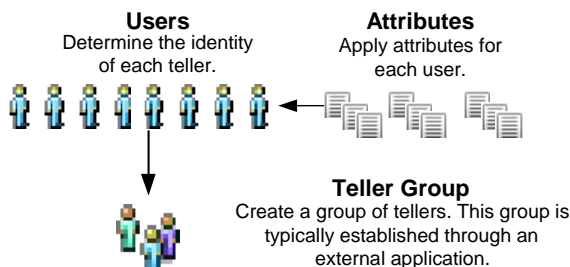 Users
Determine the identity
of each teller.
Attributes
Apply attributes for
each user.
Teller Group
Create a group of tellers. This group is
typically established through an
external application.